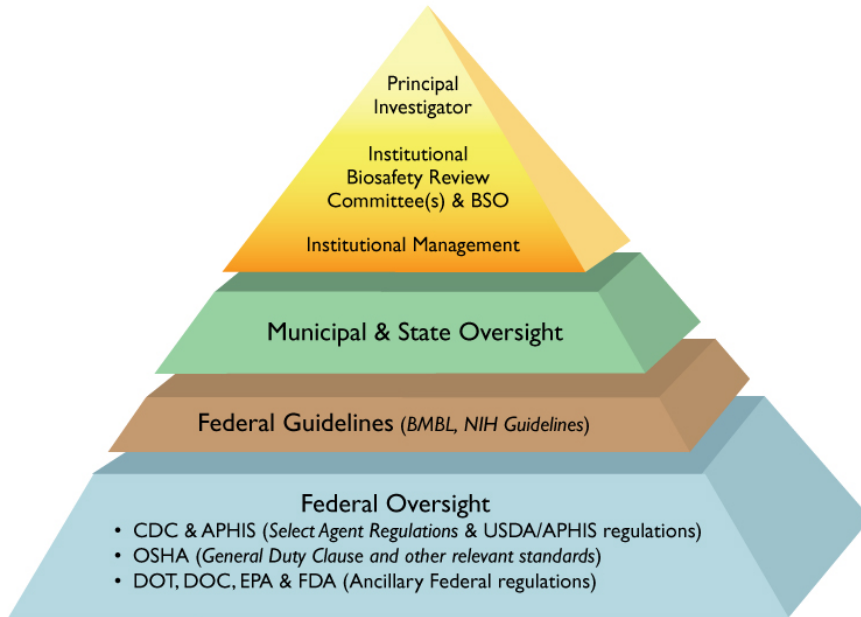 Principal
Investigator
Institutional
Biosafety Review
Committee(s) & BSO
Institutional Management
Municipal & State Oversight
Federal Guidelines (BMBL, NIH Guidelines)
Federal Oversight
• CDC & APHIS (Select Agent Regulations & USDA/APHIS regulations)
• OSHA (General Duty Clause and other relevant standards)
• DOT, DOC, EPA & FDA (Ancillary Federal regulations)